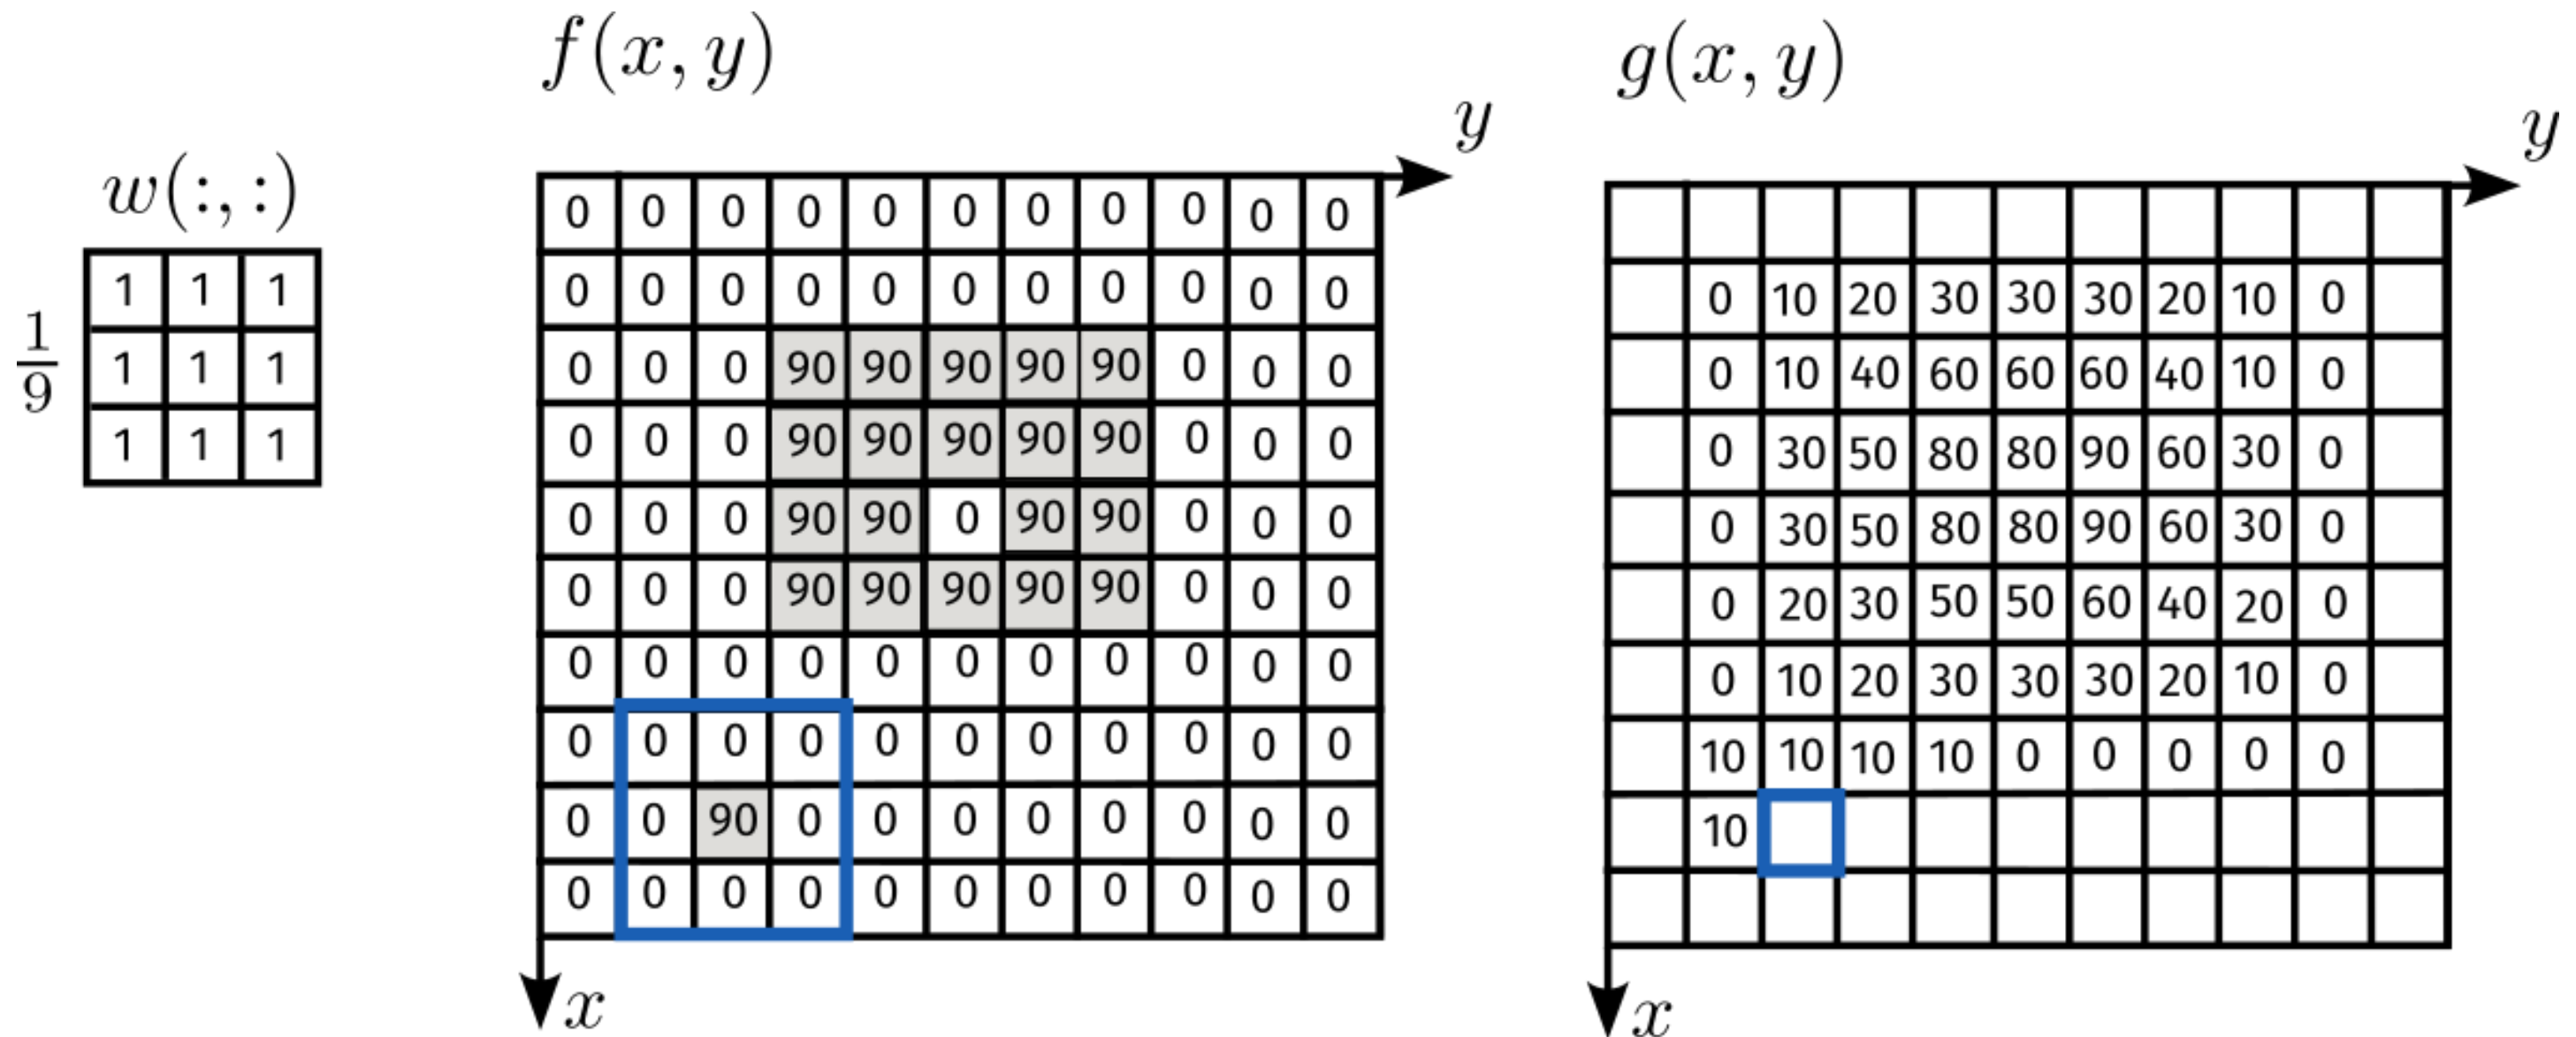 f(x, y)
g(x, y)
y
y
w(:, :)
1/9
1 1 1
1 1 1
1 1 1
0 0 0 0 0 0 0 0 0 0 0
0 0 0 0 0 0 0 0 0 0 0
0 0 0 90 90 90 90 90 0 0 0
0 0 0 90 90 90 90 90 0 0 0
0 0 0 90 90 0 90 90 0 0 0
0 0 0 90 90 90 90 90 0 0 0
0 0 0 0 0 0 0 0 0 0 0
0 0 0 0 0 0 0 0 0 0 0
0 0 90 0 0 0 0 0 0 0 0
0 0 0 0 0 0 0 0 0 0 0
x
0 10 20 30 30 30 20 10 0
0 10 40 60 60 60 40 10 0
0 30 50 80 80 90 60 30 0
0 30 50 80 80 90 60 30 0
0 20 30 50 50 60 40 20 0
0 10 20 30 30 30 20 10 0
10 10 10 10 0 0 0 0 0
10
x